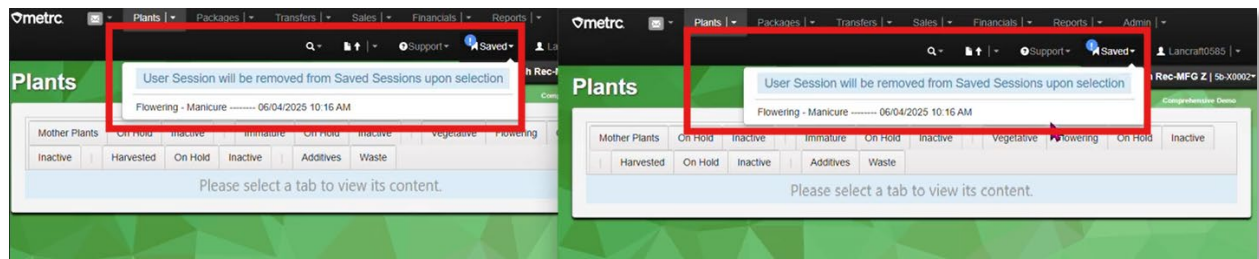 metrc Plants | Packages | Transfers | Sales | Financials | Reports |
Support Saved La
User Session will be removed from Saved Sessions upon selection
Flowering - Manicure -------- 06/04/2025 10:16 AM
Plants
h Rec-
Mother Plants On Hold Inactive Immature On Hold Inactive Vegetative Flowering
Inactive | Harvested On Hold Inactive | Additives Waste
Please select a tab to view its content.
metrc Plants | Packages | Transfers | Sales | Financials | Reports | Admin |
Support Saved Lancraft0585 |
User Session will be removed from Saved Sessions upon selection
Flowering - Manicure -------- 06/04/2025 10:16 AM
Plants
Rec-MFG Z | 5b-X0002
Comprehensive Demo
Mother Plants On Hold Inactive | Immature On Hold Inactive | Vegetative Flowering On Hold Inactive
| Harvested On Hold Inactive | Additives Waste
Please select a tab to view its content.